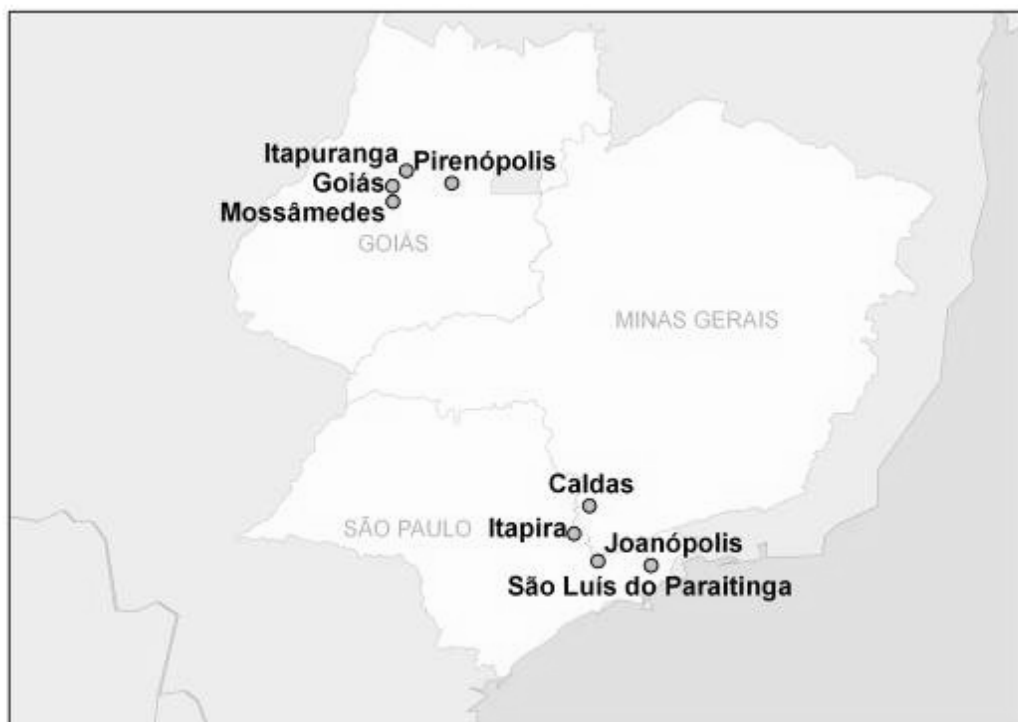 Itapuranga
Pirenópolis
Goiás
Mossâmedes
GOIÁS
MINAS GERAIS
Caldas
SÃO PAULO
Itapira
Joanópolis
São Luís do Paraitinga